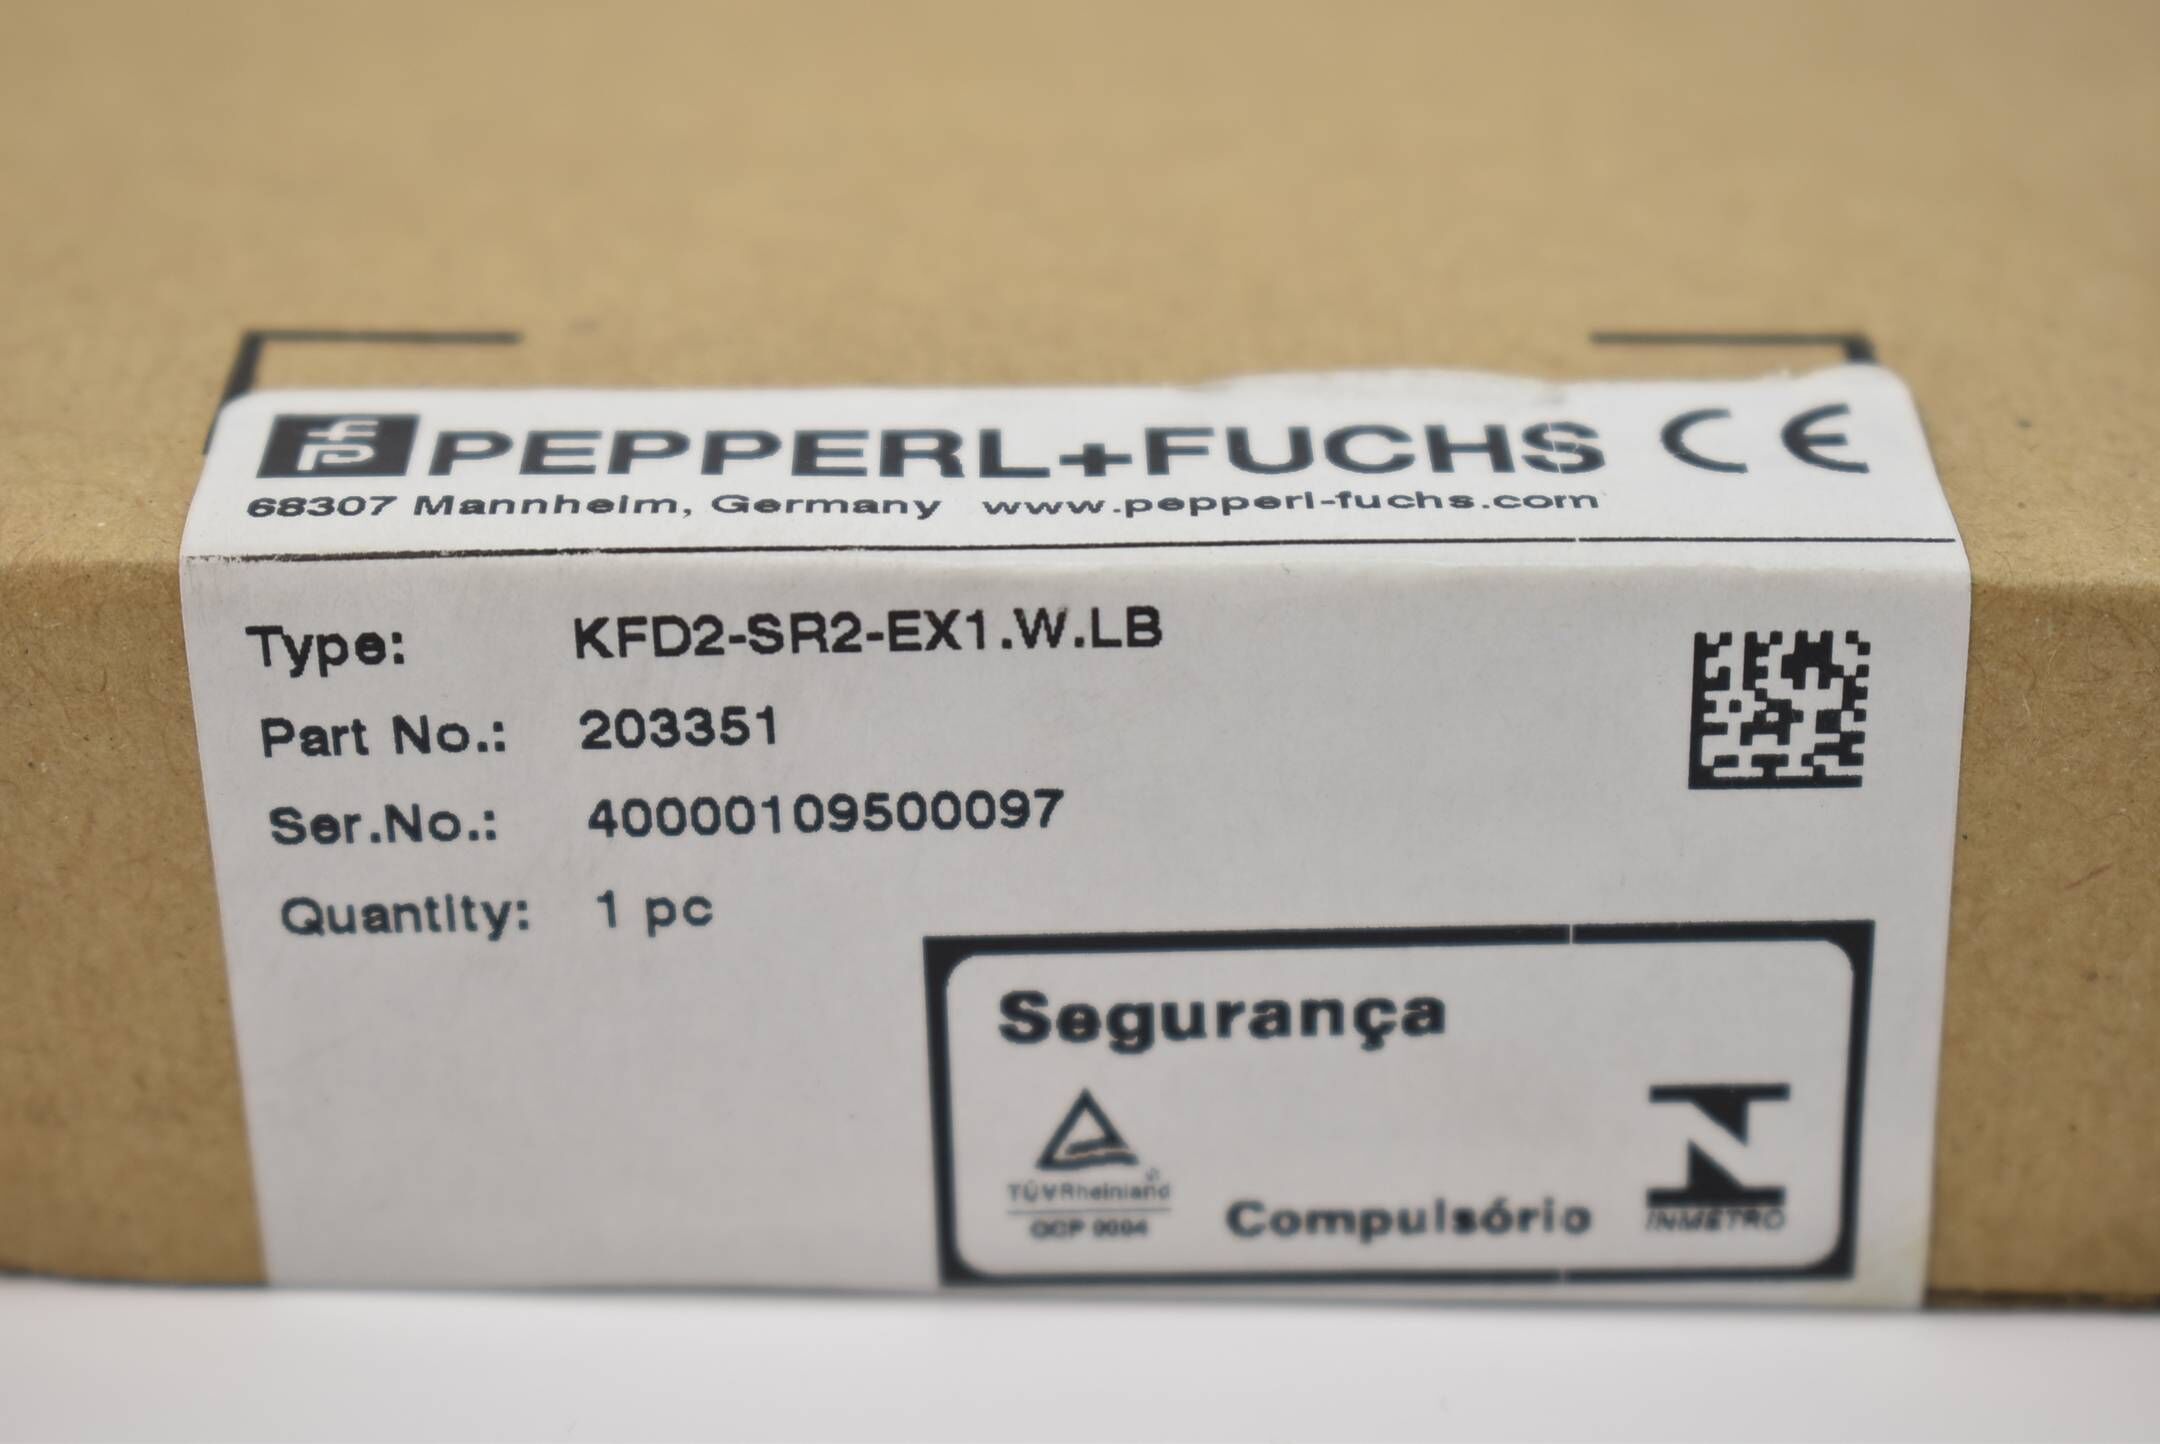 PEPPERL+FUCHS CE
68307 Mannheim, Germany www.pepperl-fuchs.com
Type: KFD2-SR2-EX1.W.LB
Part No.: 203351
Ser.No.: 40000109500097
Quantity: 1 pc
Segurança
TÜVRheinland
OCP 0004
Compulsório
INMETRO